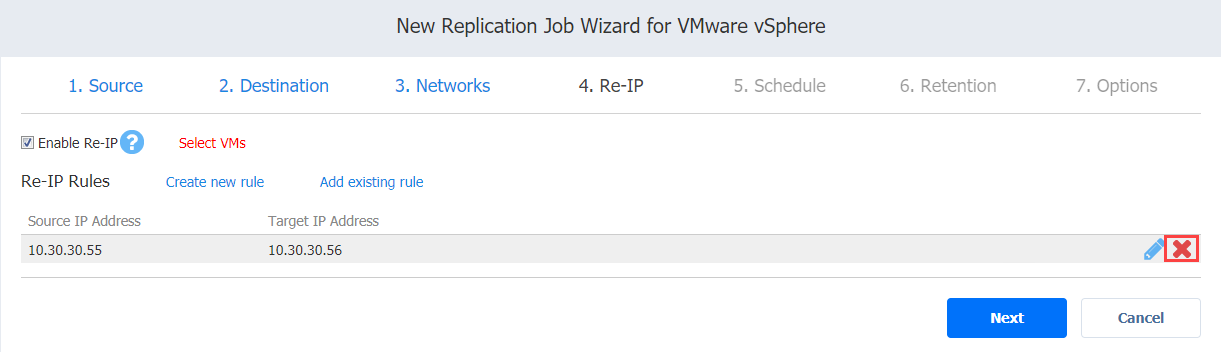 New Replication Job Wizard for VMware vSphere
1. Source 2. Destination 3. Networks 4. Re-IP 5. Schedule 6. Retention 7. Options
Enable Re-IP ? Select VMs
Re-IP Rules Create new rule Add existing rule
Source IP Address Target IP Address
10.30.30.55 10.30.30.56
Next Cancel